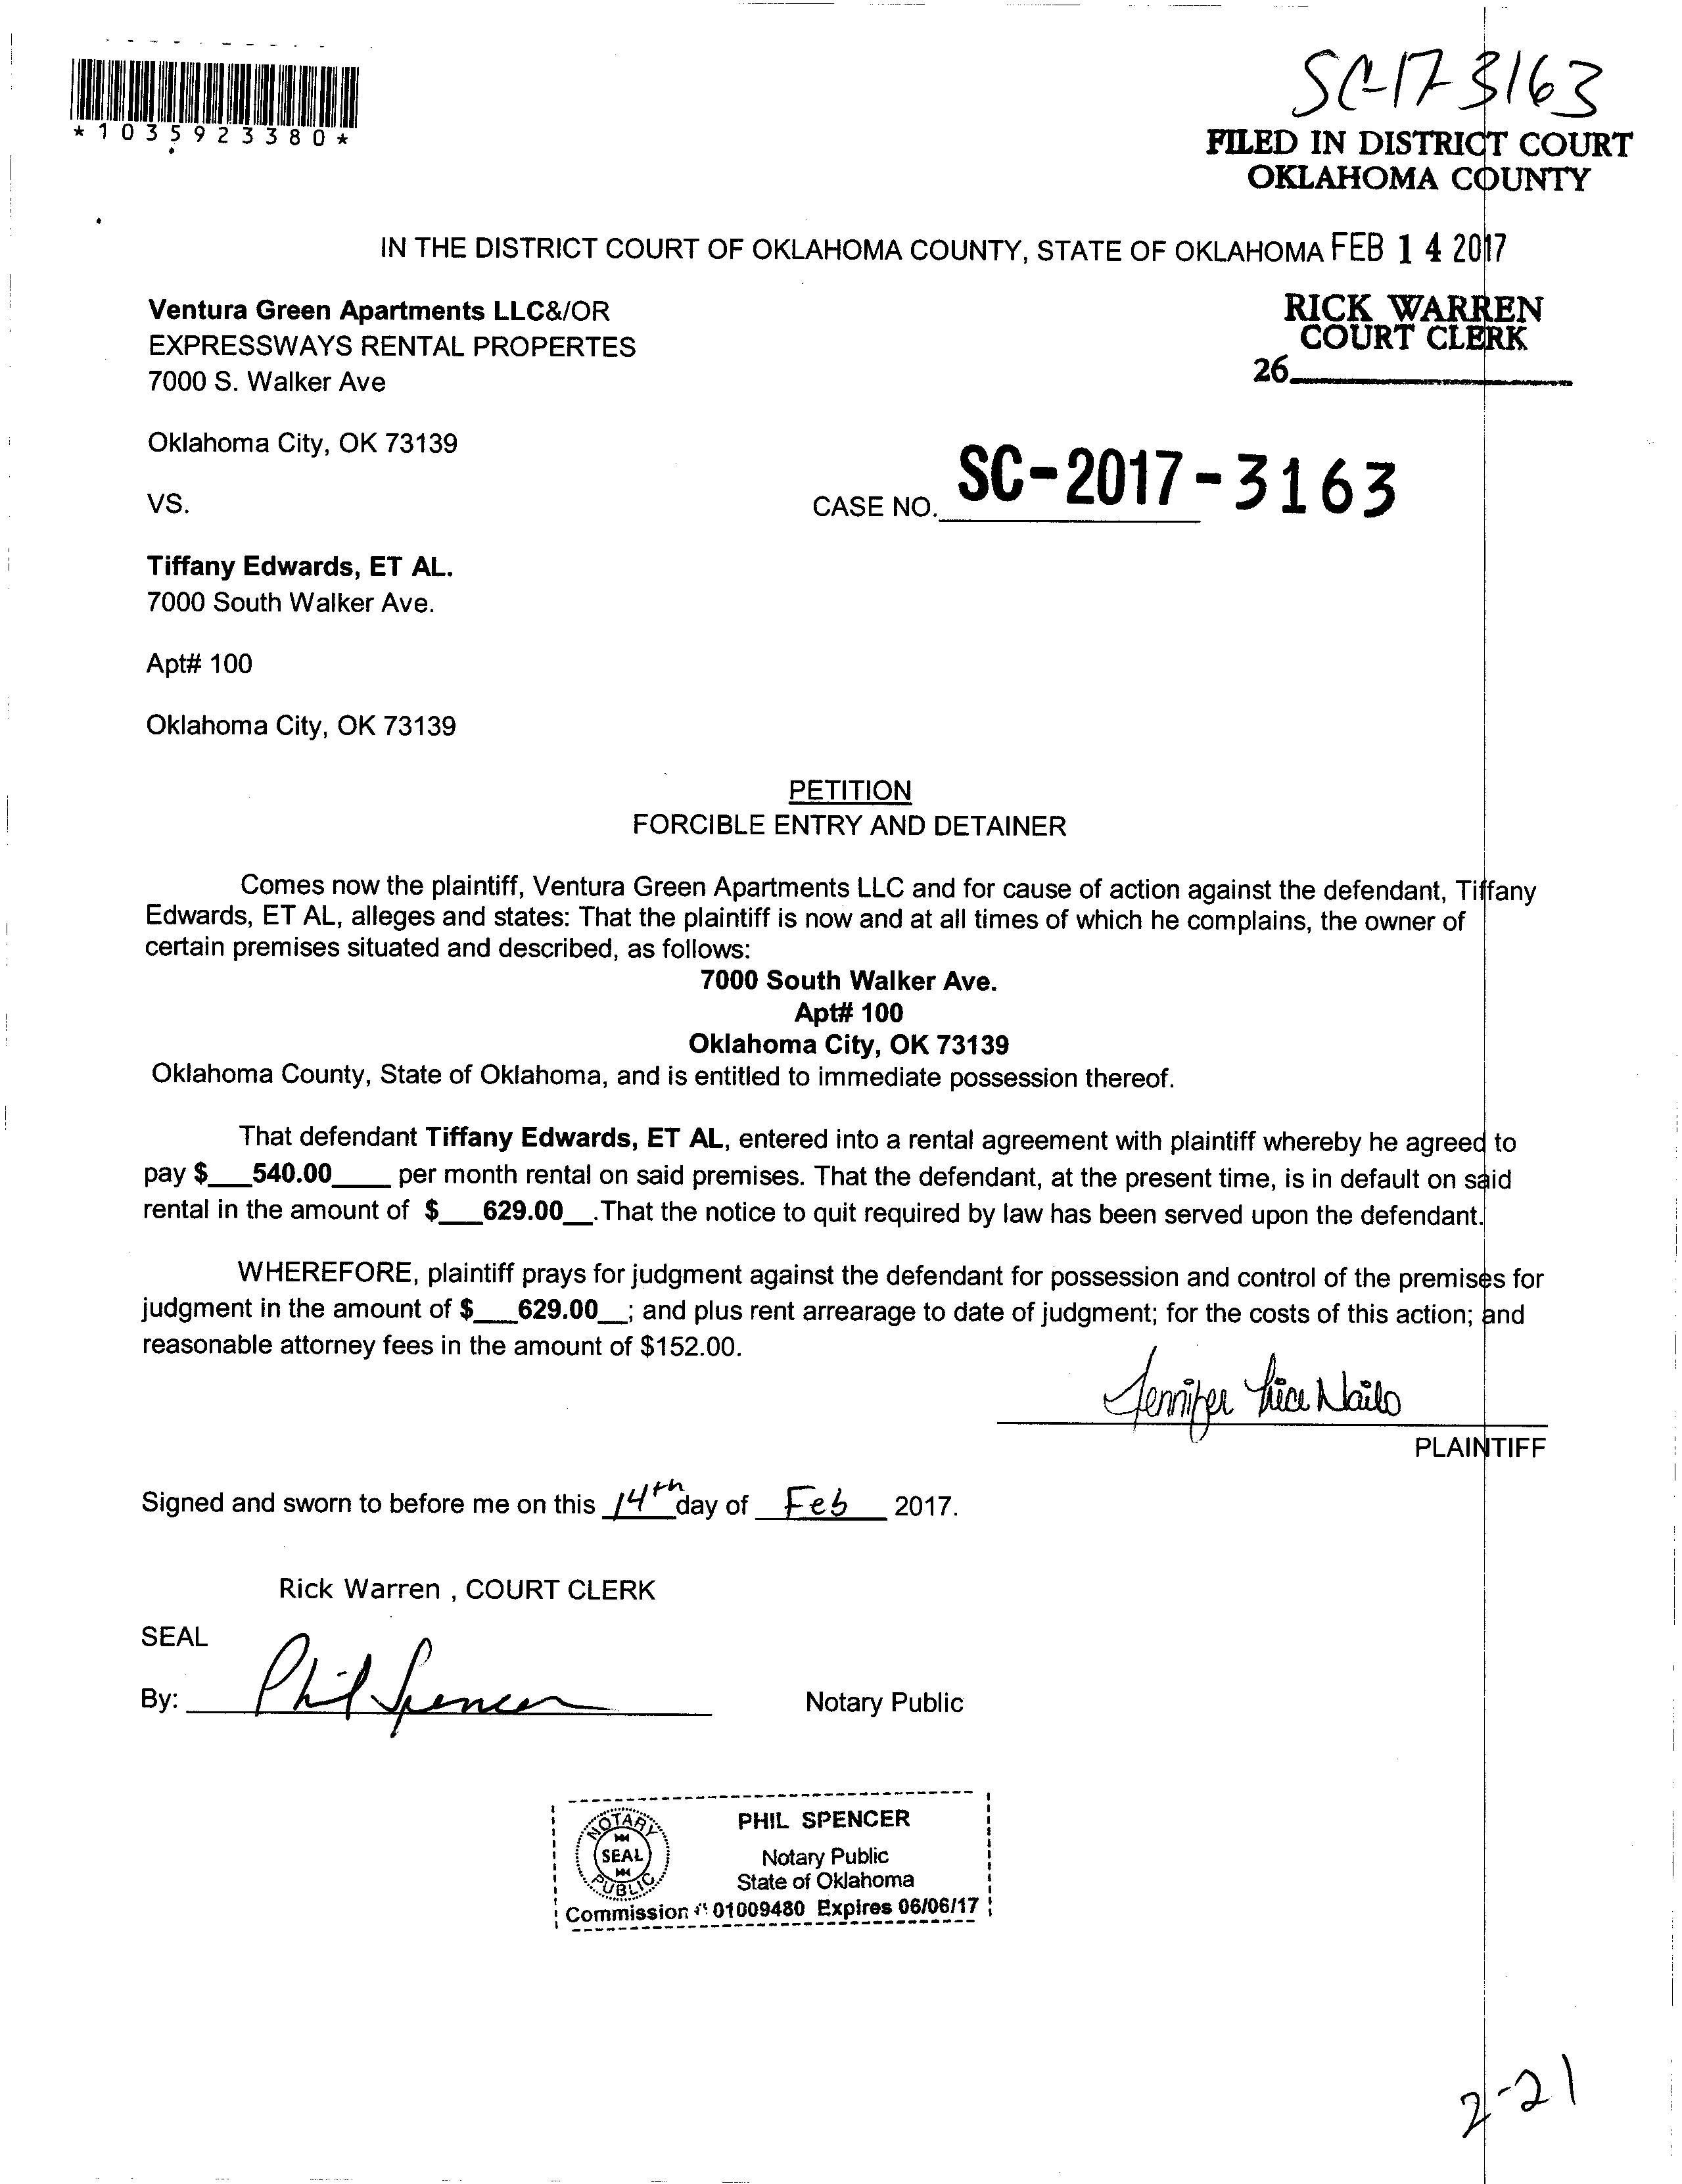 SC-17-3163
*1035923380*
FILED IN DISTRICT COURT
OKLAHOMA COUNTY
IN THE DISTRICT COURT OF OKLAHOMA COUNTY, STATE OF OKLAHOMA FEB 14 2017
Ventura Green Apartments LLC&/OR
EXPRESSWAYS RENTAL PROPERTES
7000 S. Walker Ave
RICK WARREN
COURT CLERK
26
Oklahoma City, OK 73139
VS.
CASE NO. SC-2017-3163
Tiffany Edwards, ET AL.
7000 South Walker Ave.
Apt# 100
Oklahoma City, OK 73139
PETITION
FORCIBLE ENTRY AND DETAINER
Comes now the plaintiff, Ventura Green Apartments LLC and for cause of action against the defendant, Tiffany
Edwards, ET AL, alleges and states: That the plaintiff is now and at all times of which he complains, the owner of
certain premises situated and described, as follows:
7000 South Walker Ave.
Apt# 100
Oklahoma City, OK 73139
Oklahoma County, State of Oklahoma, and is entitled to immediate possession thereof.
That defendant Tiffany Edwards, ET AL, entered into a rental agreement with plaintiff whereby he agreed to
pay $___540.00____ per month rental on said premises. That the defendant, at the present time, is in default on said
rental in the amount of $___629.00__.That the notice to quit required by law has been served upon the defendant.
WHEREFORE, plaintiff prays for judgment against the defendant for possession and control of the premises for
judgment in the amount of $___629.00__; and plus rent arrearage to date of judgment; for the costs of this action; and
reasonable attorney fees in the amount of $152.00.
Jennifer
PLAINTIFF
Signed and sworn to before me on this 14th day of Feb 2017.
Rick Warren , COURT CLERK
SEAL
By: Phil Spencer Notary Public
NOTARY
SEAL
PUBLIC
PHIL SPENCER
Notary Public
State of Oklahoma
Commission # 01009480 Expires 06/06/17
2-21